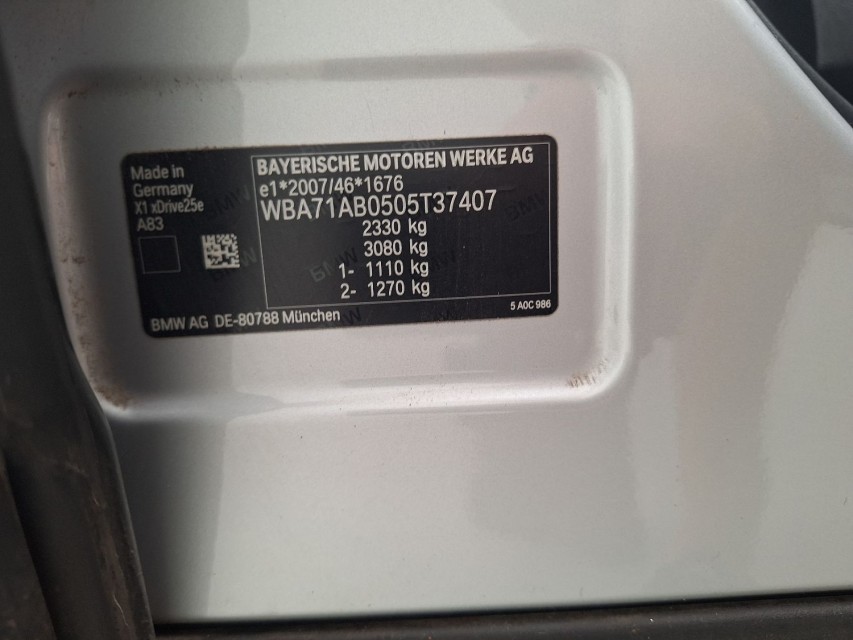 Made in
Germany
X1 xDrive25e
A83
BAYERISCHE MOTOREN WERKE AG
e1*2007/46*1676
WBA71AB0505T37407
2330 kg
3080 kg
1- 1110 kg
2- 1270 kg
BMW AG DE-80788 München
5 A0C 986